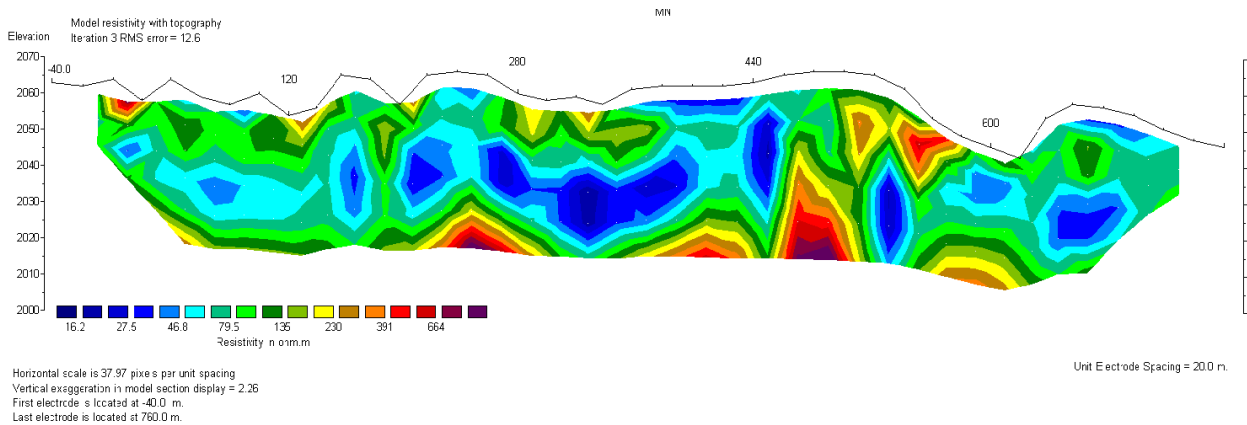 MN
Model resistivity with topography
Elevation Iteration 3 RMS error = 12.6
2070
-40.0 120 280 440 600
2060
2050
2040
2030
2020
2010
2000
16.2 27.5 46.8 79.5 135 230 391 664
Resistivity in ohm.m
Horizontal scale is 37.97 pixels per unit spacing
Vertical exaggeration in model section display = 2.26
First electrode is located at -40.0 m.
Last electrode is located at 760.0 m.
Unit Electrode Spacing = 20.0 m.